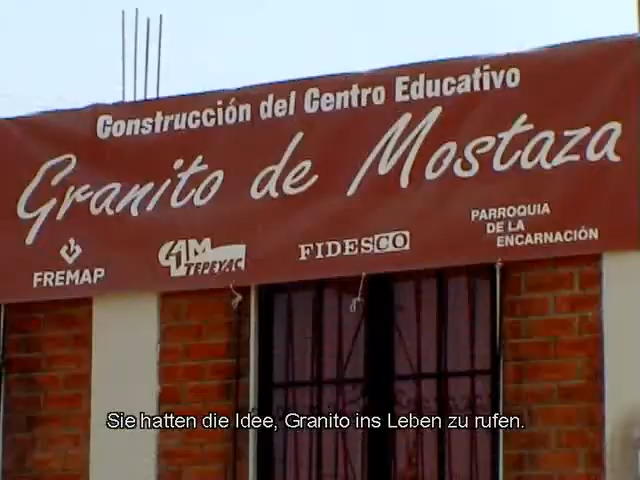 Construcción del Centro Educativo
Granito de Mostaza
FREMAP
CIAM
TEPEYAC
FIDESCO
PARROQUIA
DE LA
ENCARNACIÓN
Sie hatten die Idee, Granito ins Leben zu rufen.